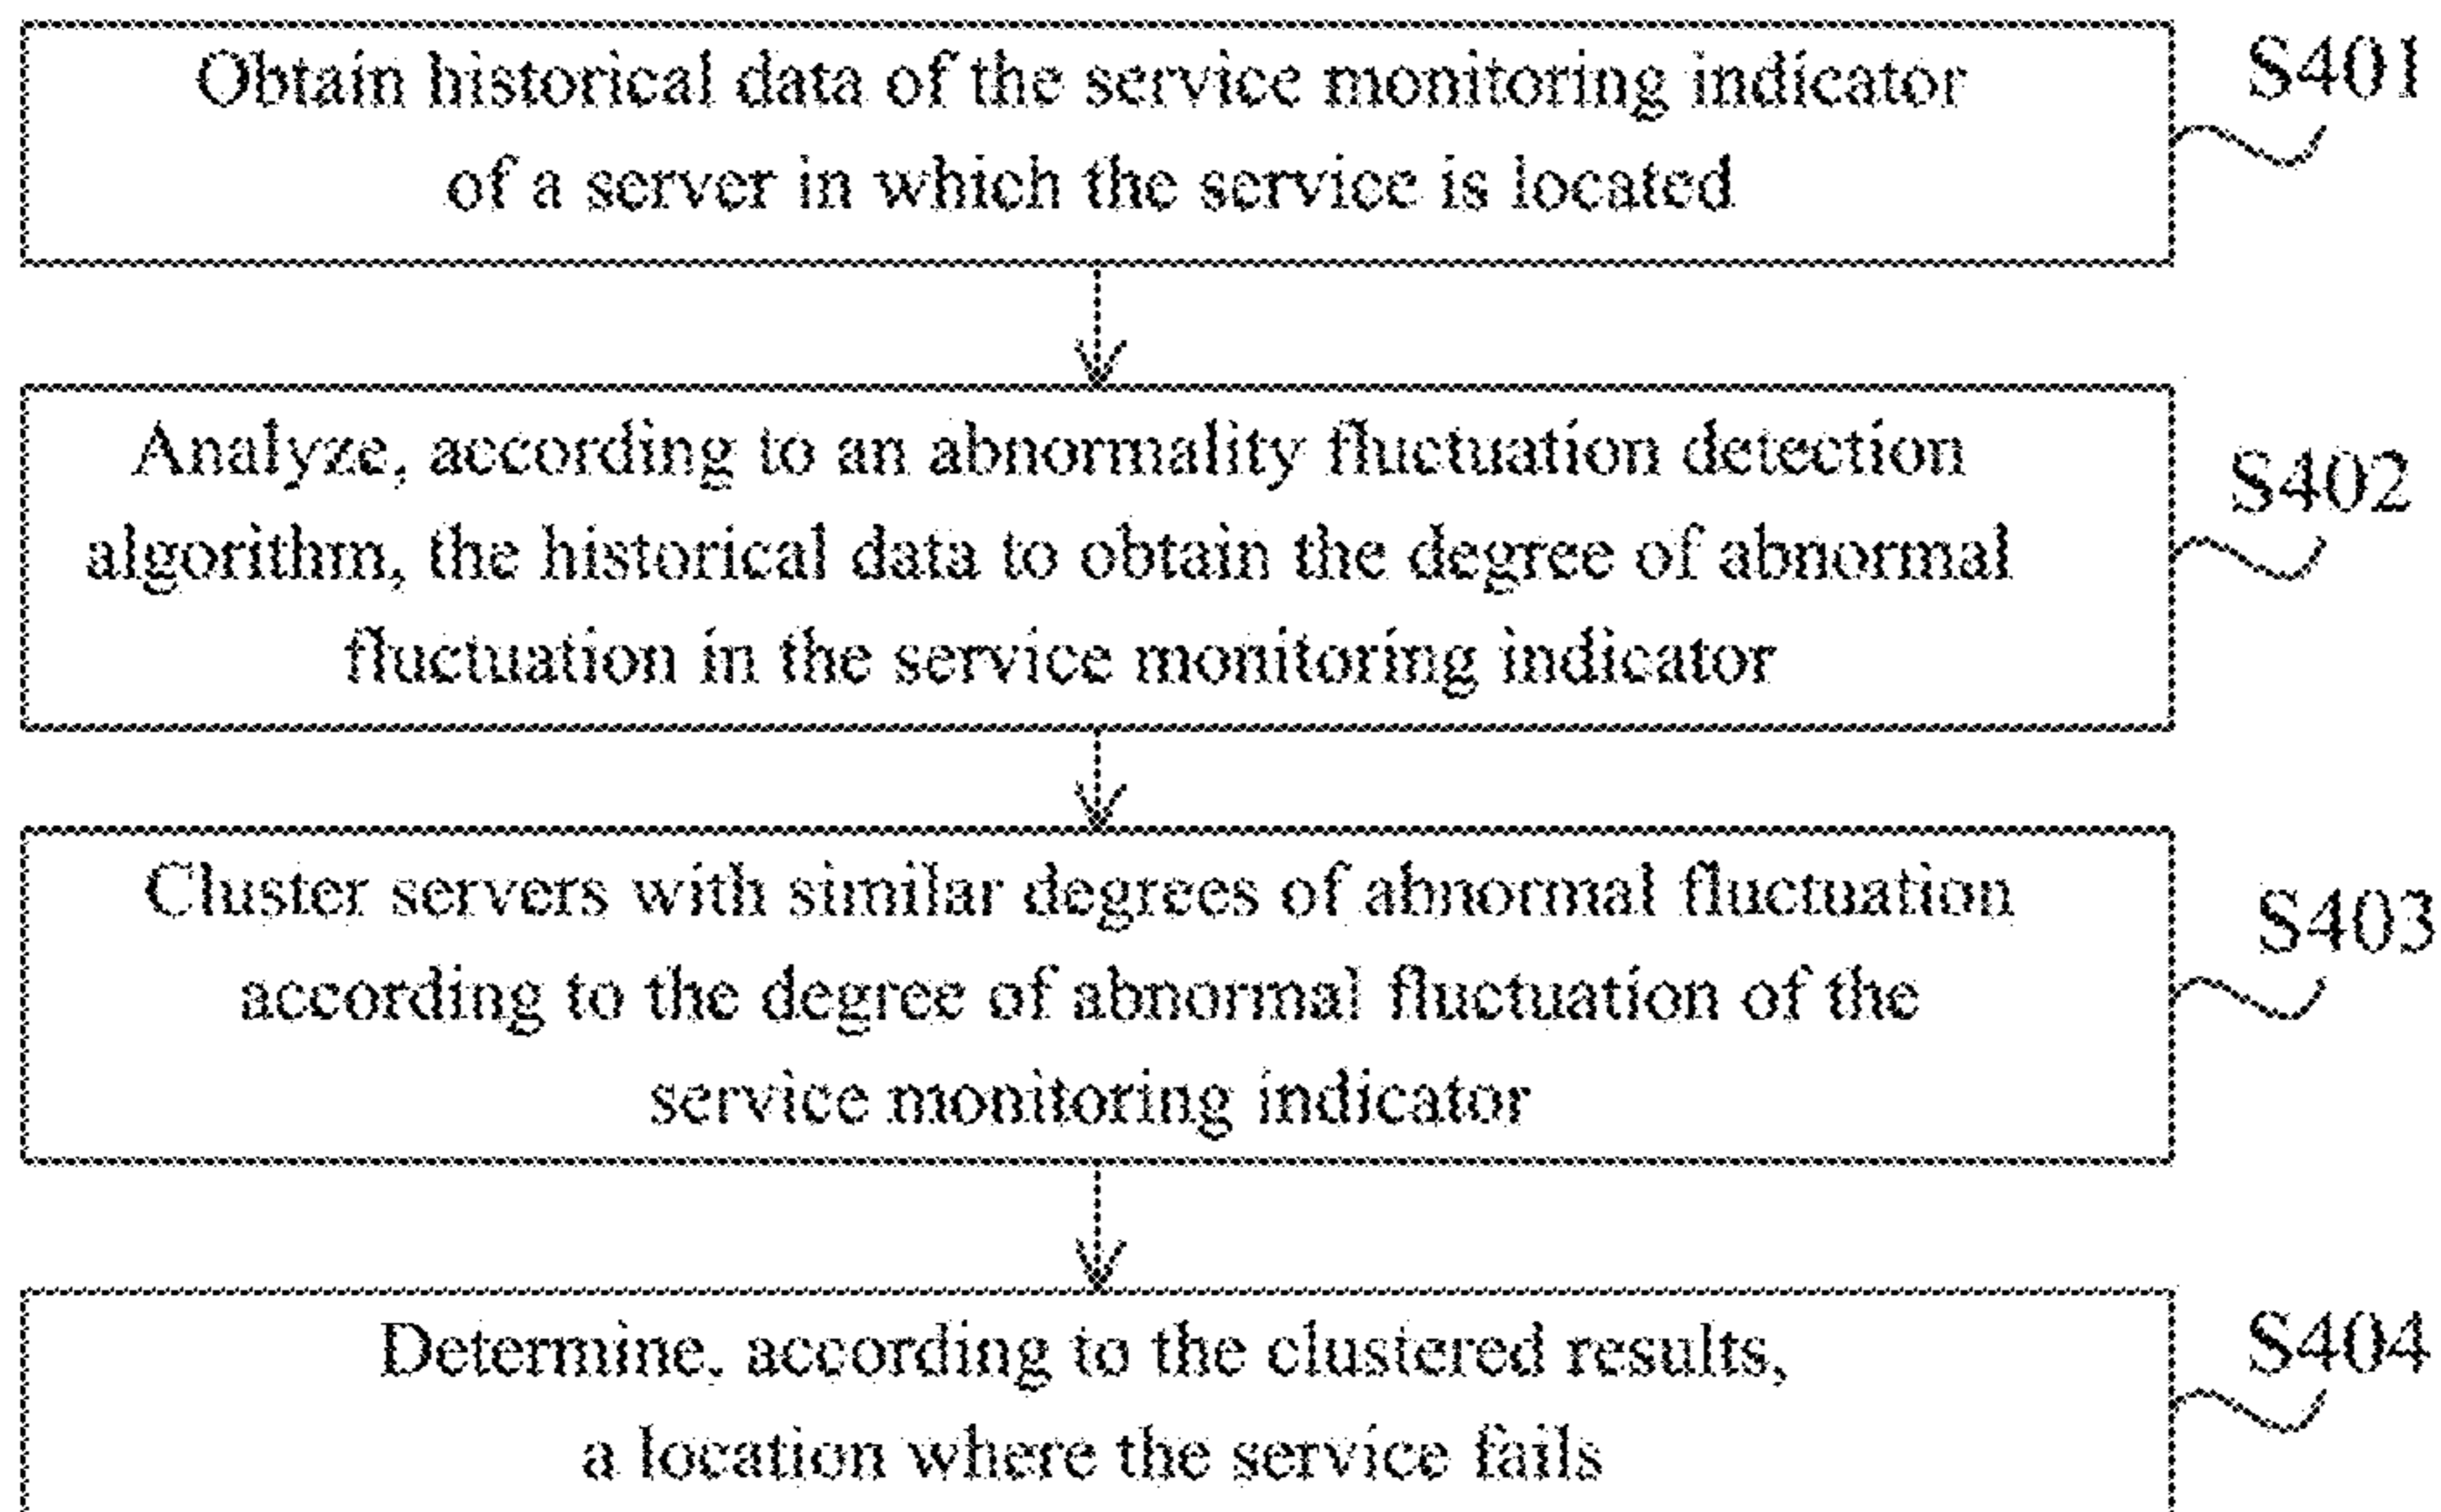 Obtain historical data of the service monitoring indicator
of a server in which the service is located
S401
Analyze, according to an abnormality fluctuation detection
algorithm, the historical data to obtain the degree of abnormal
fluctuation in the service monitoring indicator
S402
Cluster servers with similar degrees of abnormal fluctuation
according to the degree of abnormal fluctuation of the
service monitoring indicator
S403
Determine, according to the clustered results,
a location where the service fails
S404